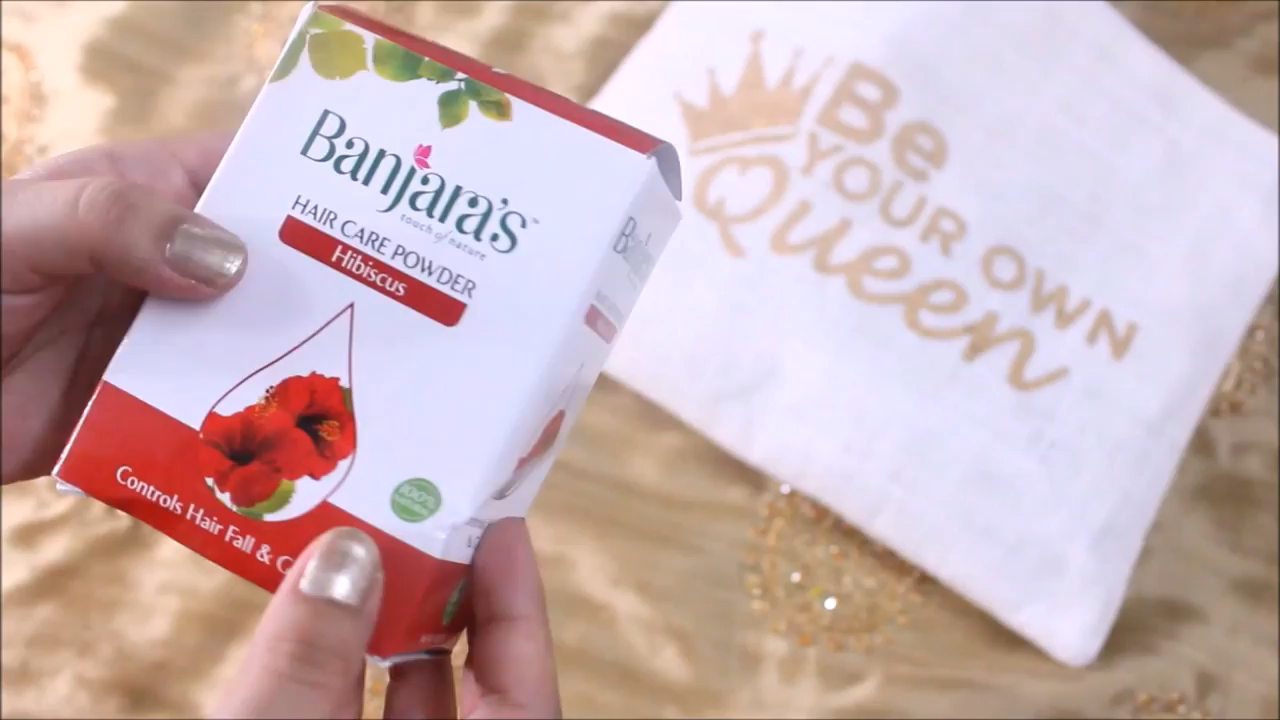 Banjara's
touch of nature
HAIR CARE POWDER
Hibiscus
100%
Controls Hair Fall &
Be
YOUR OWN
Queen